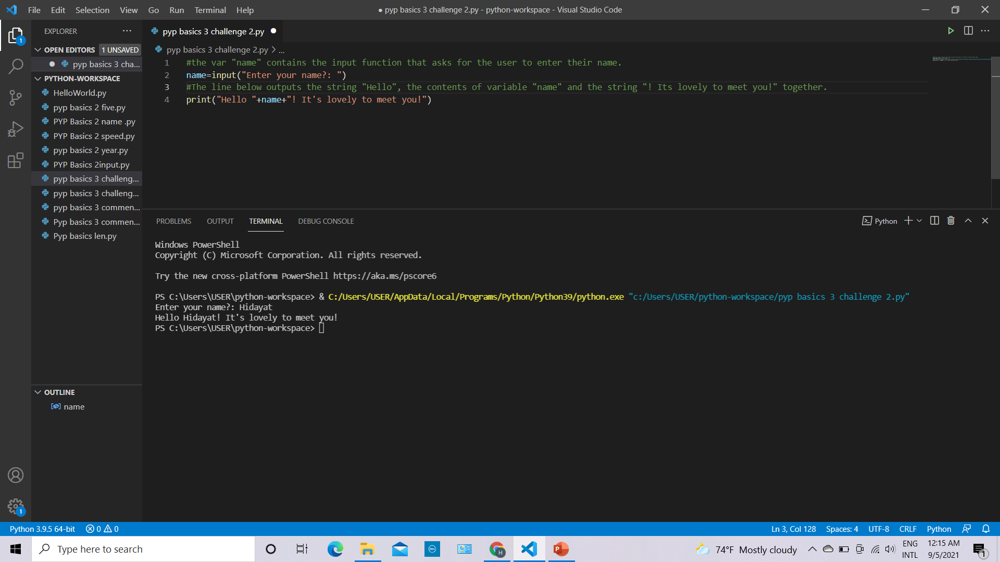 File Edit Selection View Go Run Terminal Help
● pyp basics 3 challenge 2.py - python-workspace - Visual Studio Code
EXPLORER
OPEN EDITORS 1 UNSAVED
pyp basics 3 cha...
PYTHON-WORKSPACE
HelloWorld.py
pyp basics 2 five.py
PYP Basics 2 name .py
PYP Basics 2 speed.py
pyp basics 2 year.py
PYP Basics 2input.py
pyp basics 3 challeng...
pyp basics 3 challeng...
pyp basics 3 commen...
Pyp basics 3 commen...
Pyp basics len.py
OUTLINE
name
1
1
pyp basics 3 challenge 2.py
pyp basics 3 challenge 2.py > ...
1 #the var "name" contains the input function that asks for the user to enter their name.
2 name=input("Enter your name?: ")
3 #The line below outputs the string "Hello", the contents of variable "name" and the string "! Its lovely to meet you!" together.
4 print("Hello "+name+"! It's lovely to meet you!")
PROBLEMS OUTPUT TERMINAL DEBUG CONSOLE
Python
Windows PowerShell
Copyright (C) Microsoft Corporation. All rights reserved.
Try the new cross-platform PowerShell https://aka.ms/pscore6
PS C:\Users\USER\python-workspace> & C:/Users/USER/AppData/Local/Programs/Python/Python39/python.exe "c:/Users/USER/python-workspace/pyp basics 3 challenge 2.py"
Enter your name?: Hidayat
Hello Hidayat! It's lovely to meet you!
PS C:\Users\USER\python-workspace>
Python 3.9.5 64-bit 0 0
Ln 3, Col 128 Spaces: 4 UTF-8 CRLF Python
Type here to search
DELL
H
P
74°F Mostly cloudy
ENG
INTL
12:15 AM
9/5/2021
1